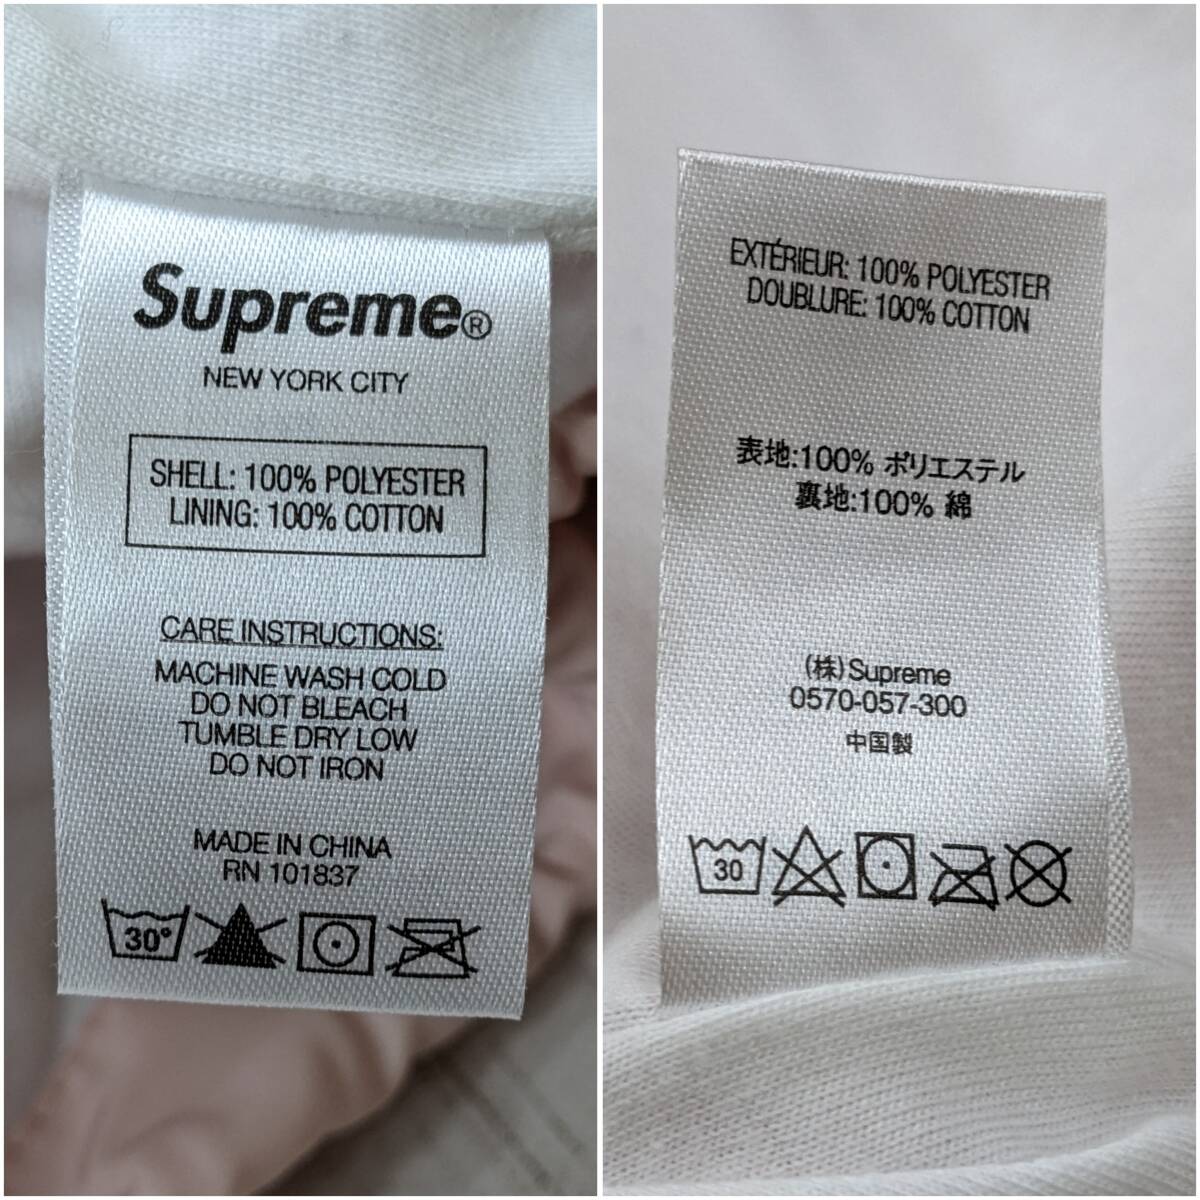 Supreme®
NEW YORK CITY
SHELL: 100% POLYESTER
LINING: 100% COTTON
CARE INSTRUCTIONS:
MACHINE WASH COLD
DO NOT BLEACH
TUMBLE DRY LOW
DO NOT IRON
MADE IN CHINA
RN 101837
30°
EXTÉRIEUR: 100% POLYESTER
DOUBLURE: 100% COTTON
表地:100% ポリエステル
裏地:100% 綿
(株)Supreme
0570-057-300
中国製
30